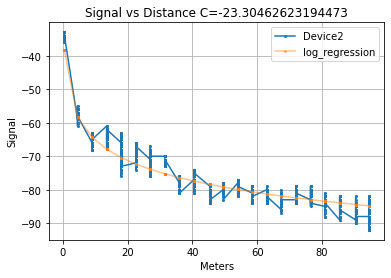 Signal vs Distance C=-23.30462623194473
Device2
log_regression
Signal
−40
−50
−60
−70
−80
−90
0
20
40
60
80
Meters